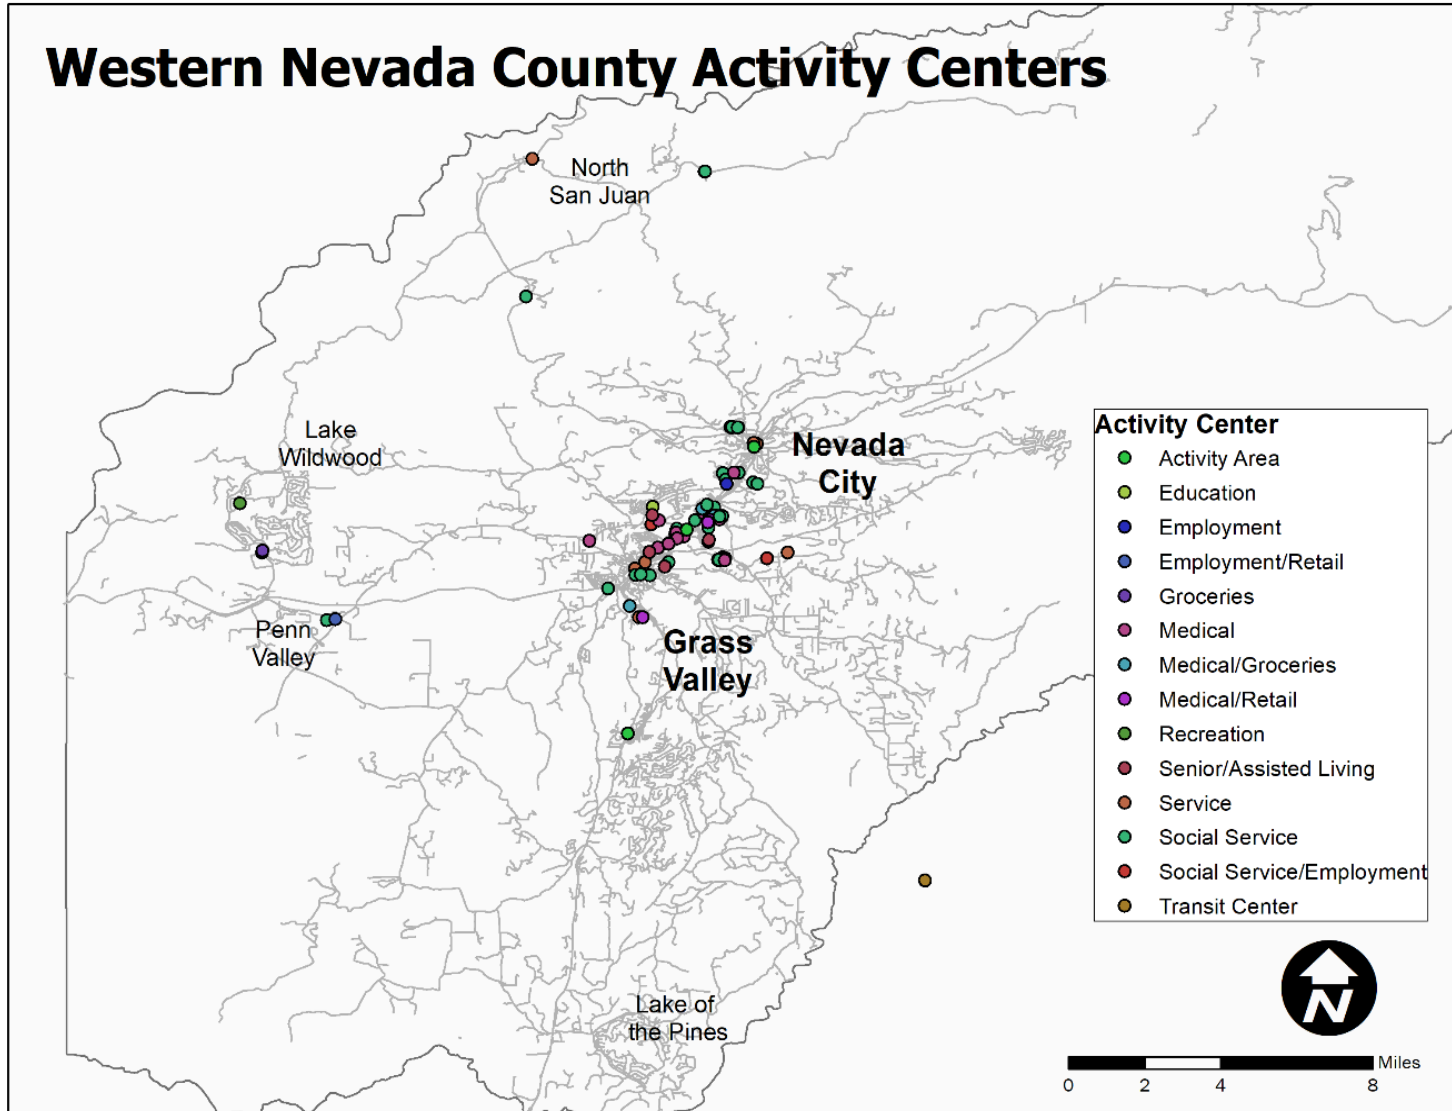 Western Nevada County Activity Centers
North
San Juan
Lake
Wildwood
Nevada
City
Penn
Valley
Grass
Valley
Lake of
the Pines
Activity Center
Activity Area
Education
Employment
Employment/Retail
Groceries
Medical
Medical/Groceries
Medical/Retail
Recreation
Senior/Assisted Living
Service
Social Service
Social Service/Employment
Transit Center
N
Miles
0 2 4 8